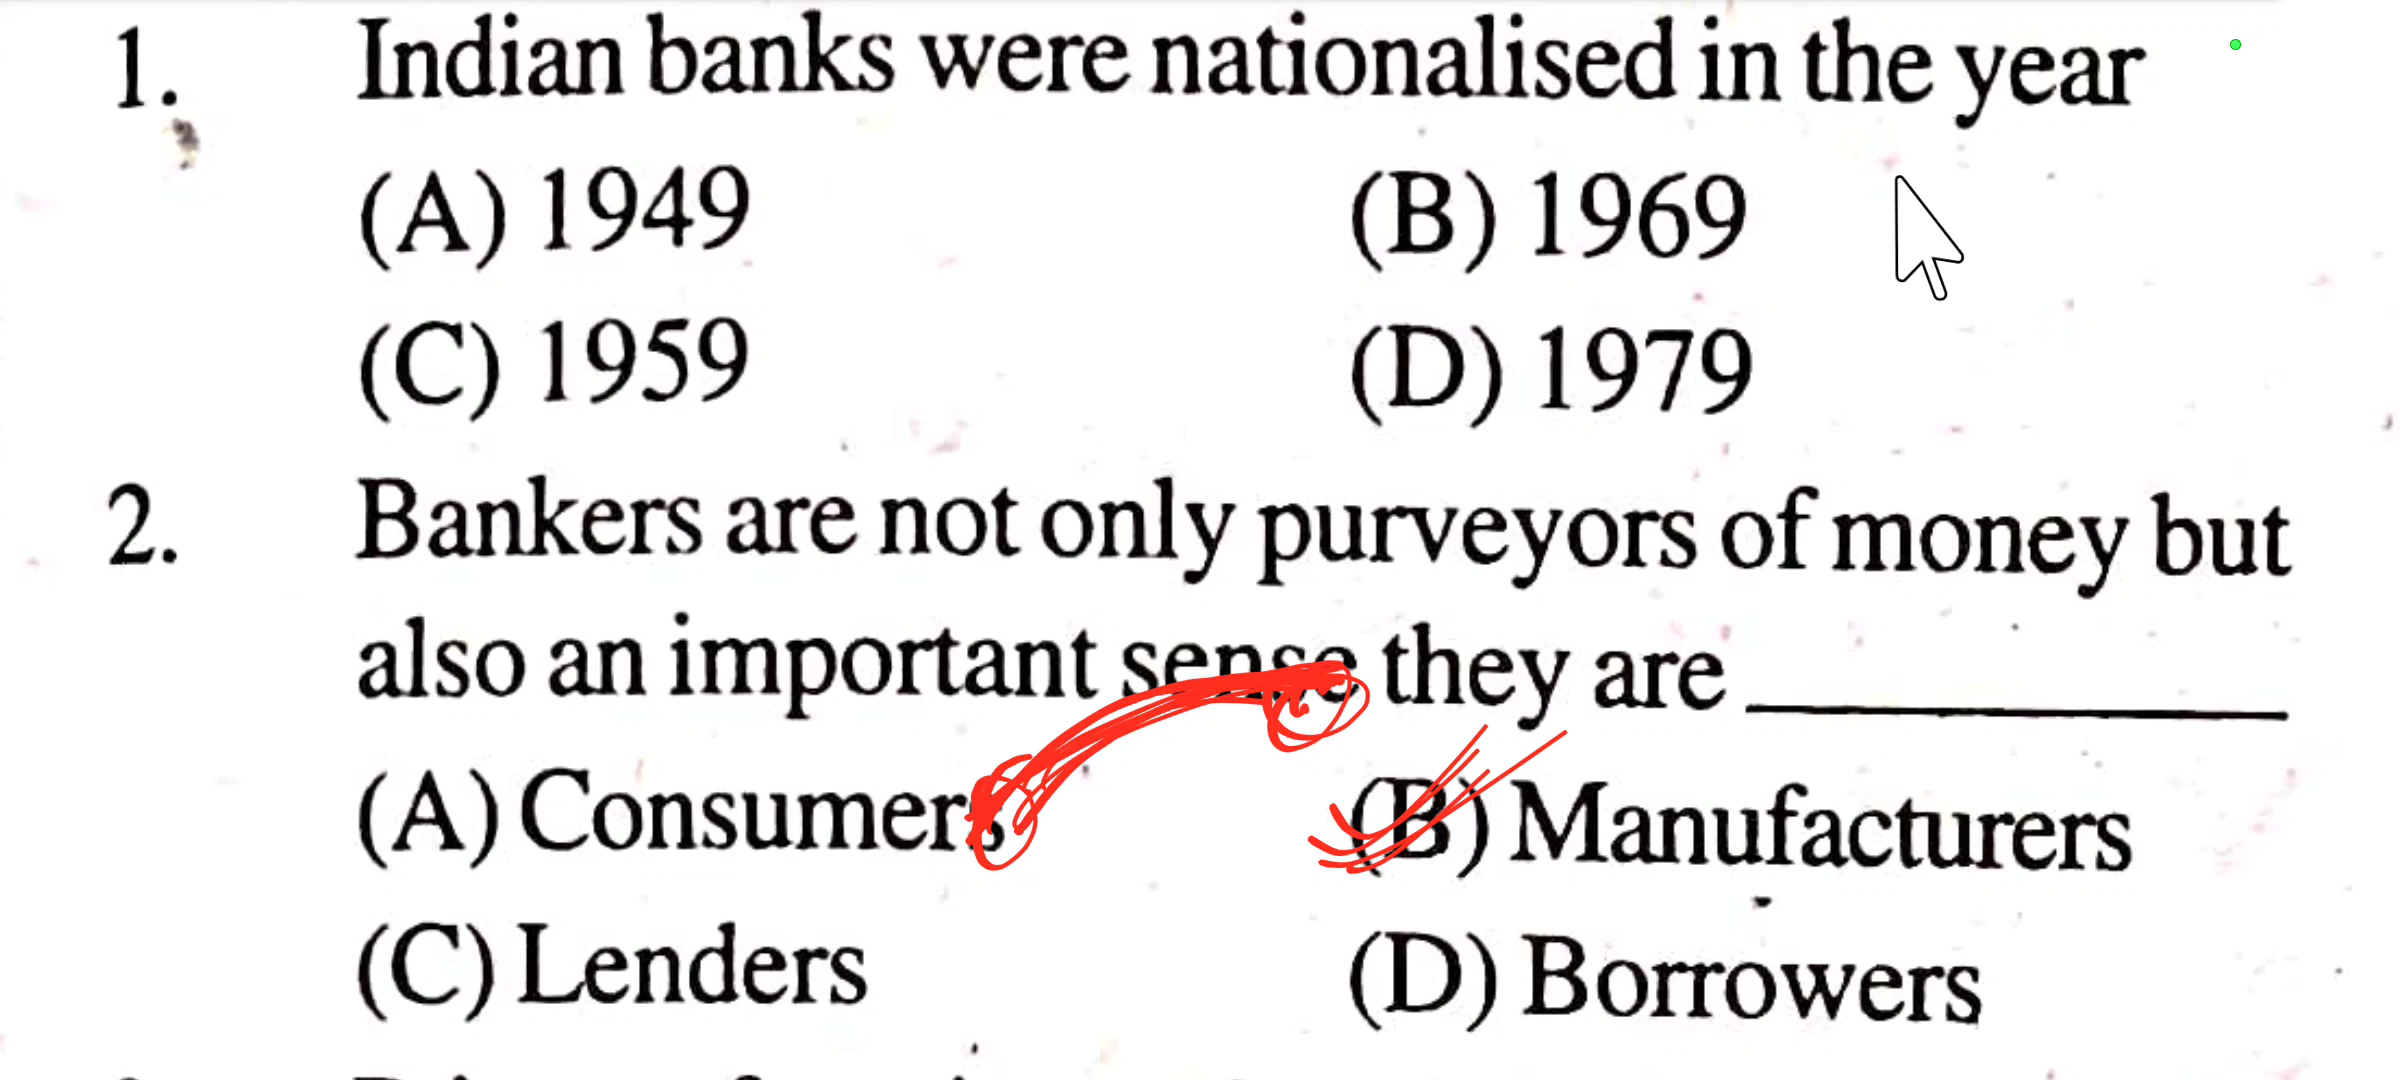 1. Indian banks were nationalised in the year
(A) 1949 (B) 1969
(C) 1959 (D) 1979
2. Bankers are not only purveyors of money but
also an important sense they are
(A) Consumers (B) Manufacturers
(C) Lenders (D) Borrowers